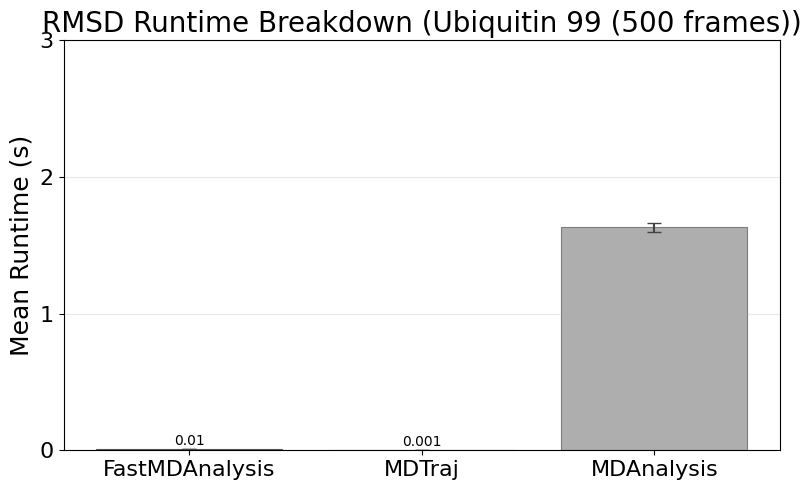 RMSD Runtime Breakdown (Ubiquitin 99 (500 frames))
Mean Runtime (s)
3
2
1
0
0.01
0.001
FastMDAnalysis
MDTraj
MDAnalysis